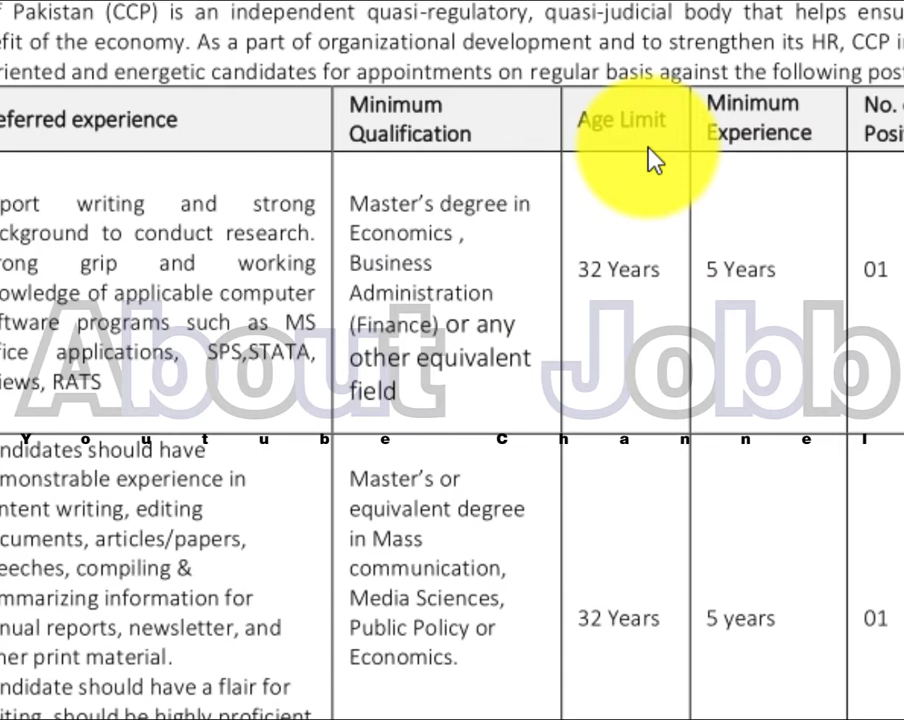 Pakistan (CCP) is an independent quasi-regulatory, quasi-judicial body that helps ensu
efit of the economy. As a part of organizational development and to strengthen its HR, CCP in
riented and energetic candidates for appointments on regular basis against the following post
eferred experience
Minimum
Qualification
Age Limit
Minimum
Experience
No.
Posi
port writing and strong
ckground to conduct research.
rong grip and working
owledge of applicable computer
ftware programs such as MS
fice applications, SPS,STATA,
iews, RATS
Master's degree in
Economics ,
Business
Administration
(Finance) or any
other equivalent
field
32 Years
5 Years
01
About Jobb
Youtube Channel
ndidates should have
monstrable experience in
ntent writing, editing
cuments, articles/papers,
eeches, compiling &
mmarizing information for
nual reports, newsletter, and
her print material.
ndidate should have a flair for
iting, should be highly proficient
Master's or
equivalent degree
in Mass
communication,
Media Sciences,
Public Policy or
Economics.
32 Years
5 years
01